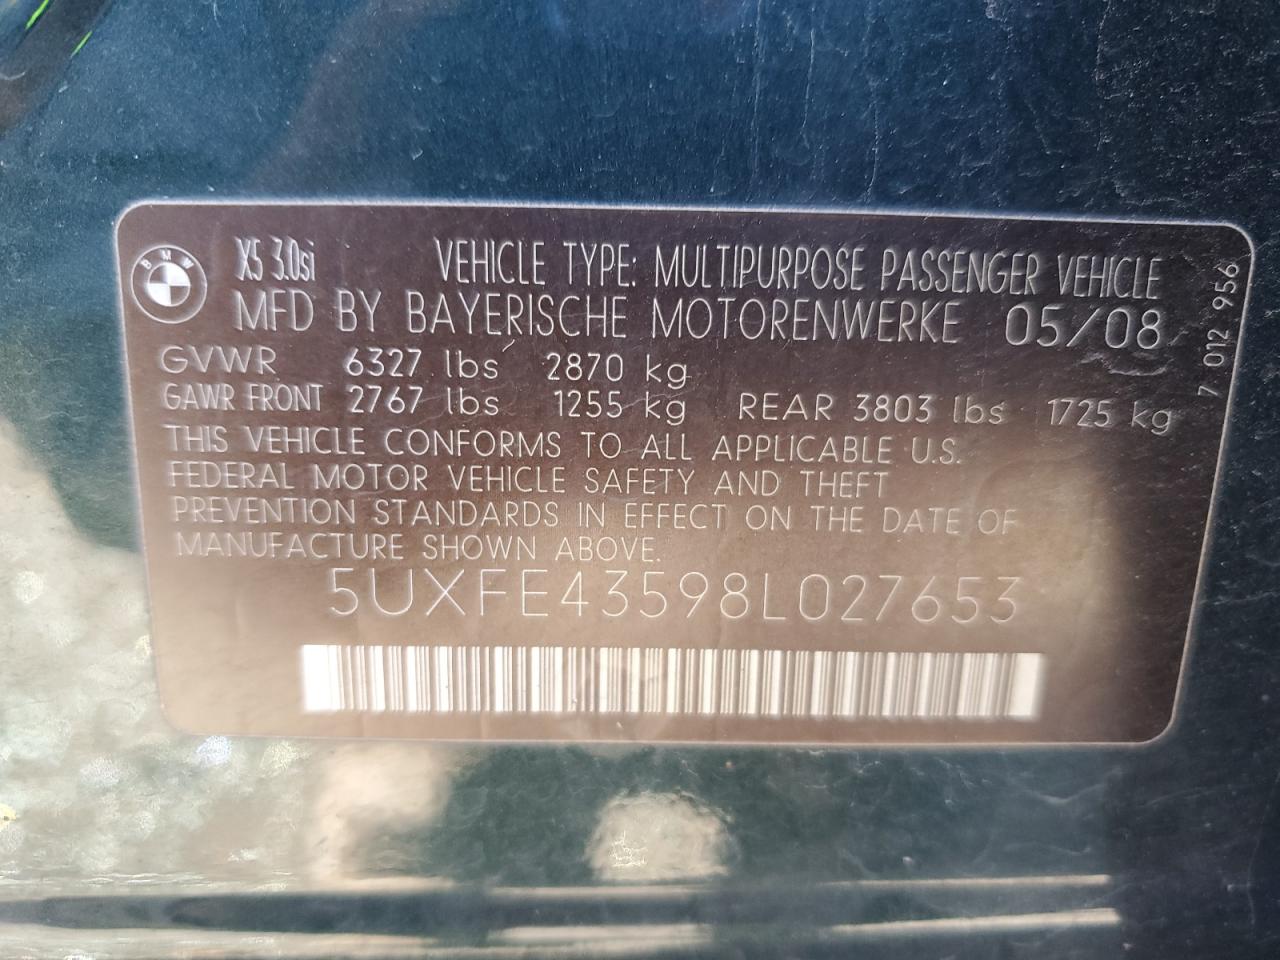 BMW
X5 3.0si VEHICLE TYPE: MULTIPURPOSE PASSENGER VEHICLE
MFD BY BAYERISCHE MOTORENWERKE 05/08
GVWR 6327 lbs 2870 kg
GAWR FRONT 2767 lbs 1255 kg REAR 3803 lbs 1725 kg
THIS VEHICLE CONFORMS TO ALL APPLICABLE U.S.
FEDERAL MOTOR VEHICLE SAFETY AND THEFT
PREVENTION STANDARDS IN EFFECT ON THE DATE OF
MANUFACTURE SHOWN ABOVE.
5UXFE43598L027653
7 012 956